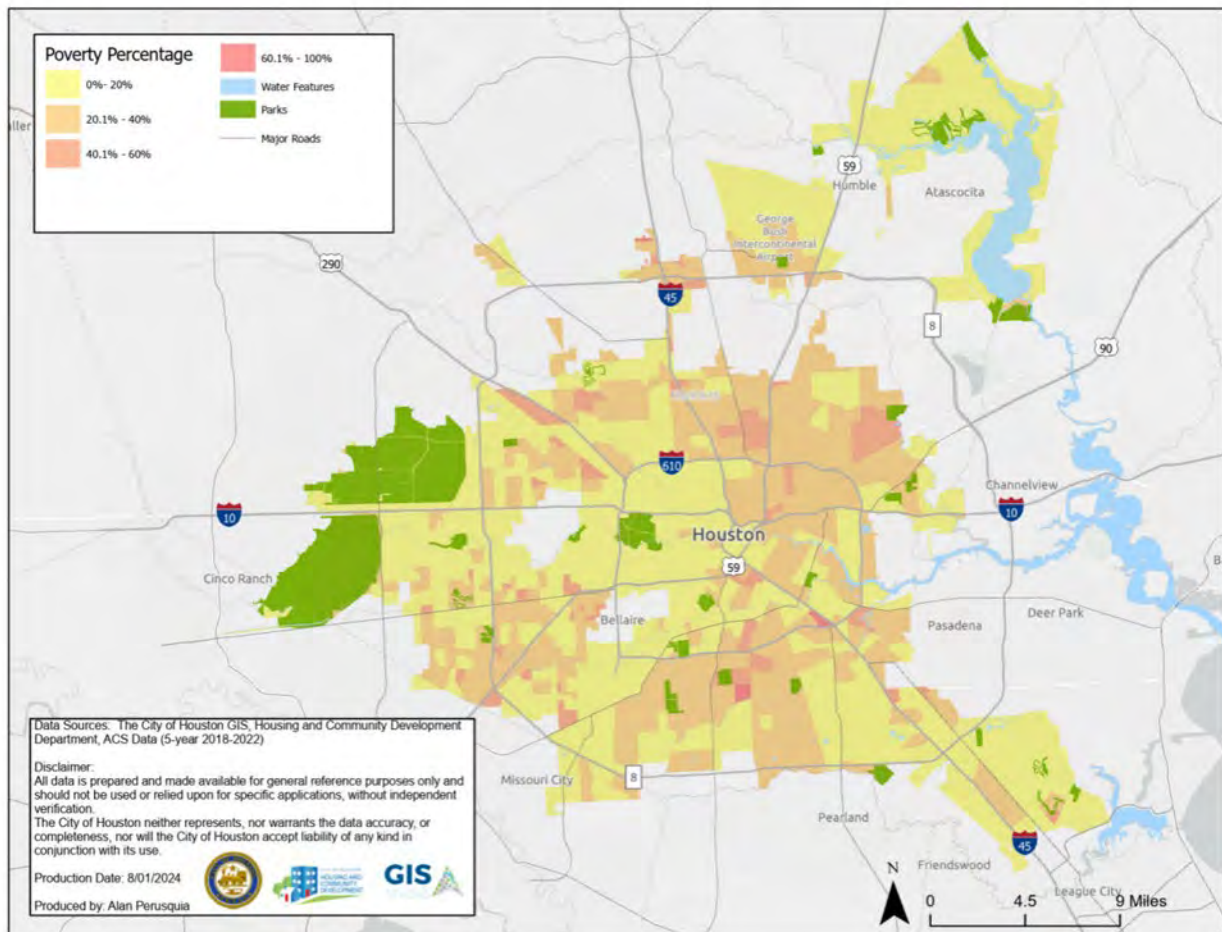 Poverty Percentage
0%- 20%
20.1% - 40%
40.1% - 60%
60.1% - 100%
Water Features
Parks
Major Roads
aller
59
Humble
Atascocita
George
Bush
Intercontinental
Airport
290
45
8
90
610
Channelview
10
10
Houston
59
Cinco Ranch
Bellaire
Pasadena
Deer Park
B
Missouri City
8
Pearland
45
Friendswood
League City
Data Sources: The City of Houston GIS, Housing and Community Development
Department, ACS Data (5-year 2018-2022)
Disclaimer:
All data is prepared and made available for general reference purposes only and
should not be used or relied upon for specific applications, without independent
verification.
The City of Houston neither represents, nor warrants the data accuracy, or
completeness, nor will the City of Houston accept liability of any kind in
conjunction with its use.
Production Date: 8/01/2024
Produced by: Alan Perusquia
HOUSING AND
COMMUNITY
DEVELOPMENT
GIS
N
0 4.5 9 Miles